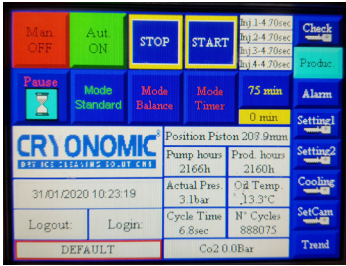 Man. OFF
Aut. ON
STOP
START
Inj.1-4.70sec
Inj.2-4.70sec
Inj.3-4.70sec
Inj.4-4.70sec
Check
Produc.
Pause
Mode Standard
Mode Balance
Mode Timer
75 min
0 min
Alarm
Setting1
CRYONOMIC®
DRY ICE CLEANING SOLUTIONS
Position Piston 207.9mm
Pump hours
2166h
Prod. hours
2160h
Setting2
31/01/2020 10:23:19
Actual Pres.
3.1bar
Oil Temp.
13.3°C
Cooling
Logout:
Login:
Cycle Time
6.8sec
N° Cycles
888075
SetCam
DEFAULT
Co2 0.0Bar
Trend